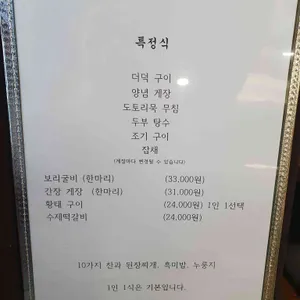 특정식
더덕 구이
양념 게장
도토리묵 무침
두부 탕수
조기 구이
잡채
(계절마다 변경될 수 있습니다)
보리굴비 (한마리) (33.000원)
간장 게장 (한마리) (31.000원)
황태 구이 (24,000원) 1인 1선택
수제떡갈비 (24,000원)
10가지 찬과 된장찌개, 흑미밥, 누룽지
1인 1식은 기본입니다.